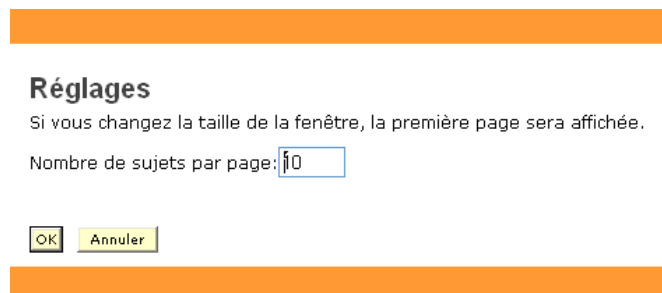 Réglages
Si vous changez la taille de la fenêtre, la première page sera affichée.
Nombre de sujets par page: 10
OK Annuler